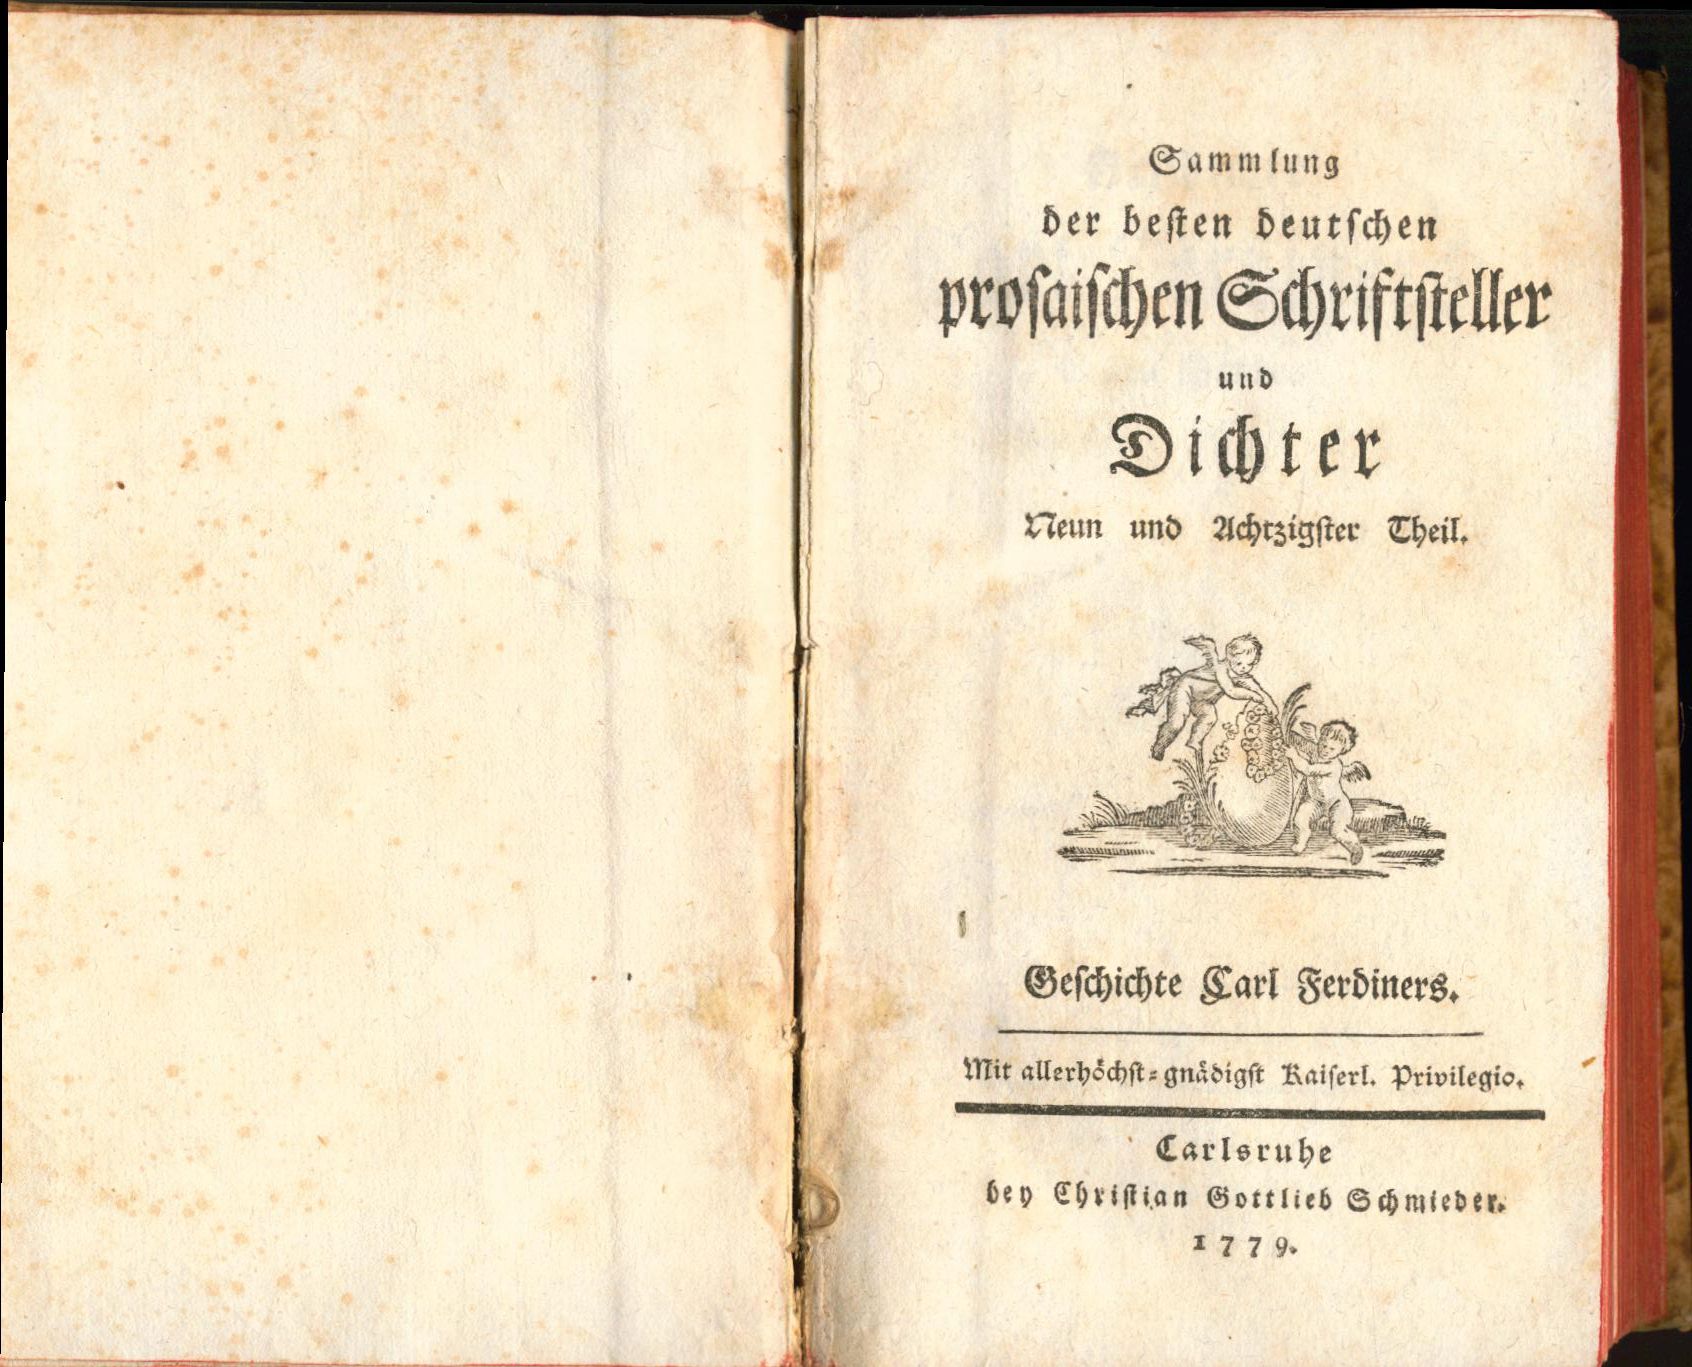 Sammlung
der beſten deutſchen
proſaiſchen Schriftſteller
und
Dichter
Neun und Achtzigſter Theil.
Geſchichte Carl Ferdiners.
Mit allerhöchſt⸗gnädigſt Kaiſerl. Privilegio.
Carlsruhe
bey Chriſtian Gottlieb Schmieder.
1779.